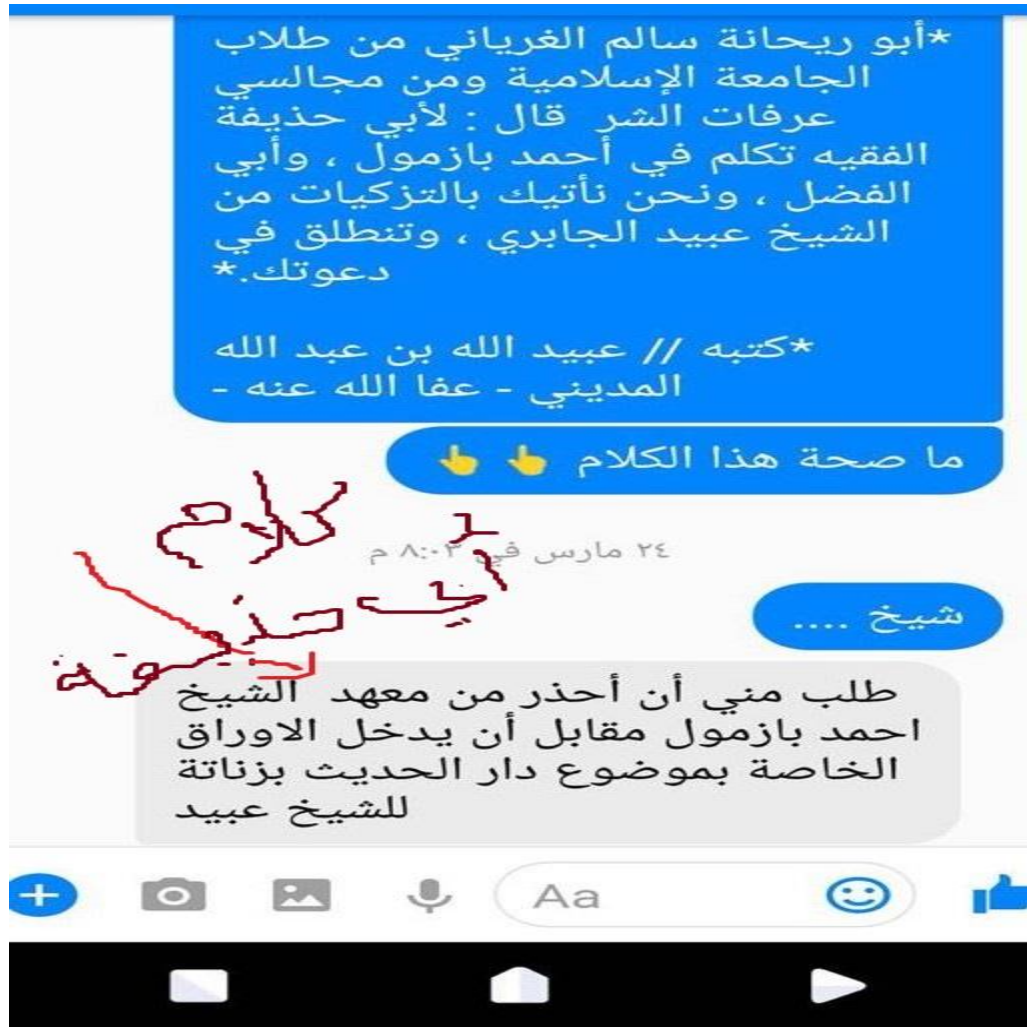 *أبو ريحانة سالم الغرياني من طلاب
الجامعة الإسلامية ومن مجالسي
عرفات الشر  قال : لأبي حذيفة
الفقيه تكلم في أحمد بازمول ، وأبي
الفضل ، ونحن نأتيك بالتزكيات من
الشيخ عبيد الجابري ، وتنطلق في
دعوتك.*
*كتبه // عبيد الله بن عبد الله
المديني - عفا الله عنه -
ما صحة هذا الكلام 👆 👆
٢٤ مارس في ٨:٠٣ م
كلام
أبي حذيفة
شيخ ....
طلب مني أن أحذر من معهد  الشيخ
احمد بازمول مقابل أن يدخل الاوراق
الخاصة بموضوع دار الحديث بزناتة
للشيخ عبيد
Aa